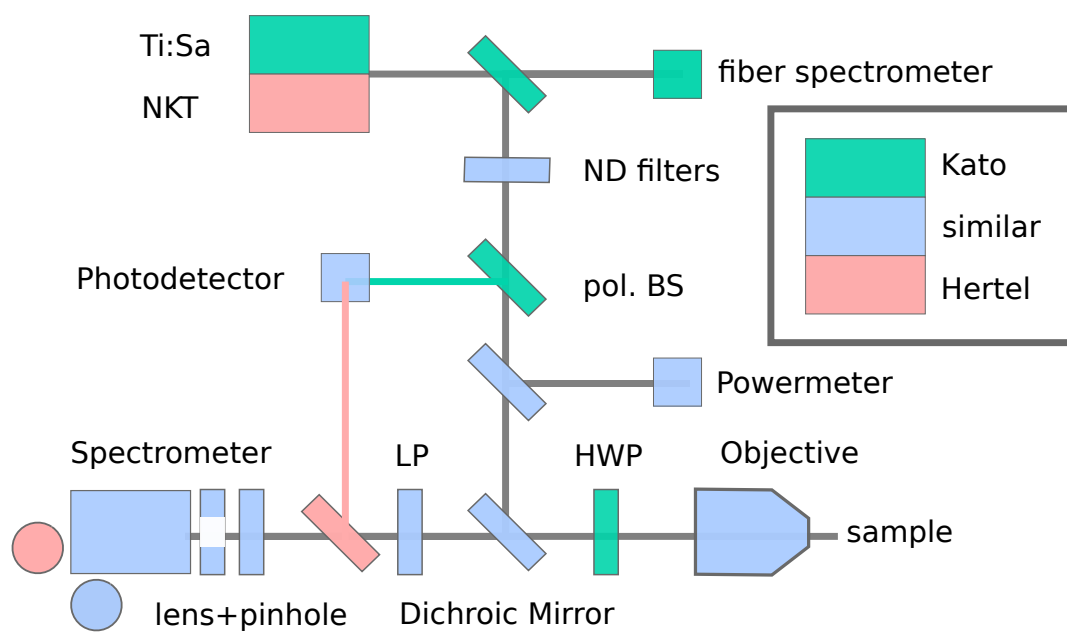 Ti:Sa
NKT
fiber spectrometer
Kato
similar
Hertel
ND filters
Photodetector
pol. BS
Powermeter
Spectrometer
LP
HWP
Objective
sample
lens+pinhole
Dichroic Mirror